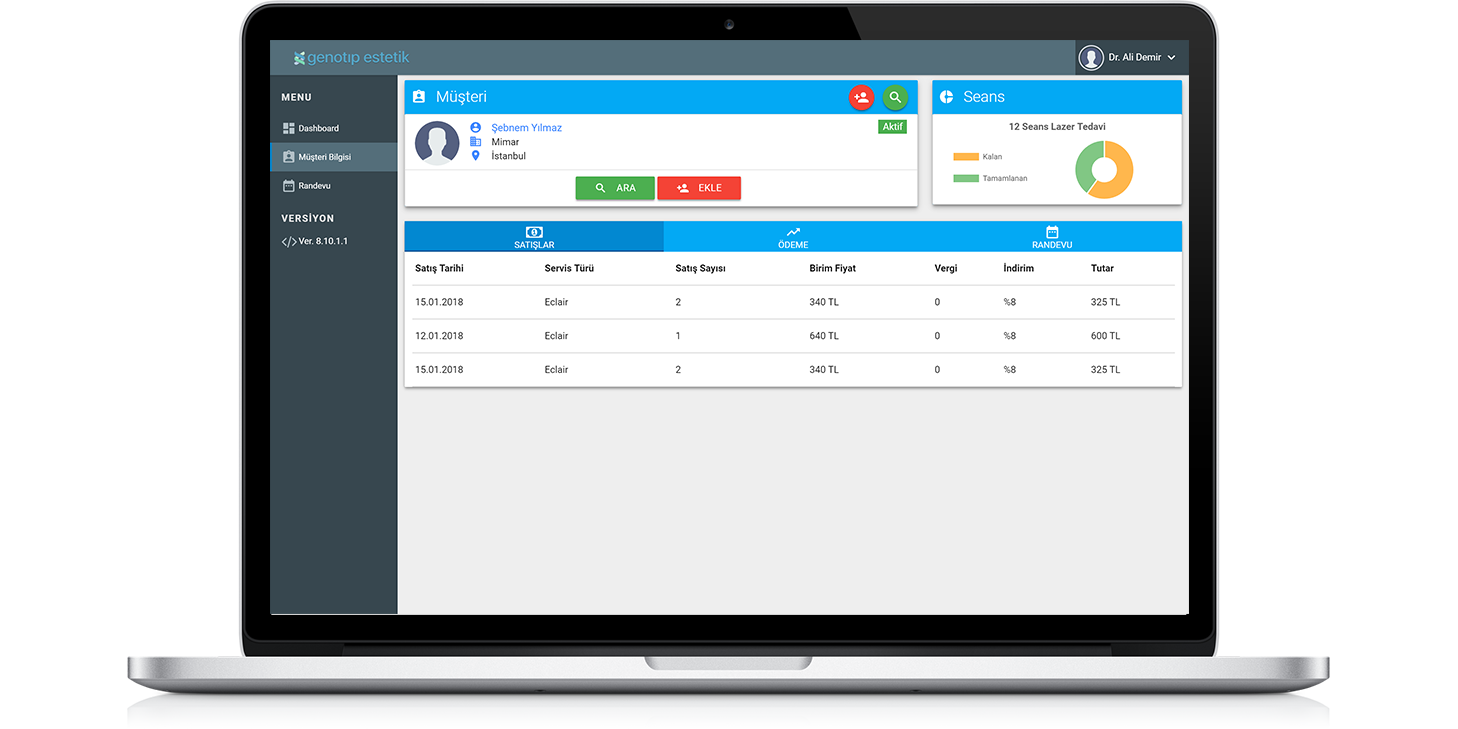 genotıp estetik
Dr. Ali Demir
MENU
Dashboard
Müşteri Bilgisi
Randevu
VERSİYON
</> Ver. 8.10.1.1
Müşteri
Şebnem Yılmaz
Aktif
Mimar
İstanbul
ARA
EKLE
Seans
12 Seans Lazer Tedavi
Kalan
Tamamlanan
SATIŞLAR
ÖDEME
RANDEVU
Satış Tarihi Servis Türü Satış Sayısı Birim Fiyat Vergi İndirim Tutar
15.01.2018 Eclair 2 340 TL 0 %8 325 TL
12.01.2018 Eclair 1 640 TL 0 %8 600 TL
15.01.2018 Eclair 2 340 TL 0 %8 325 TL